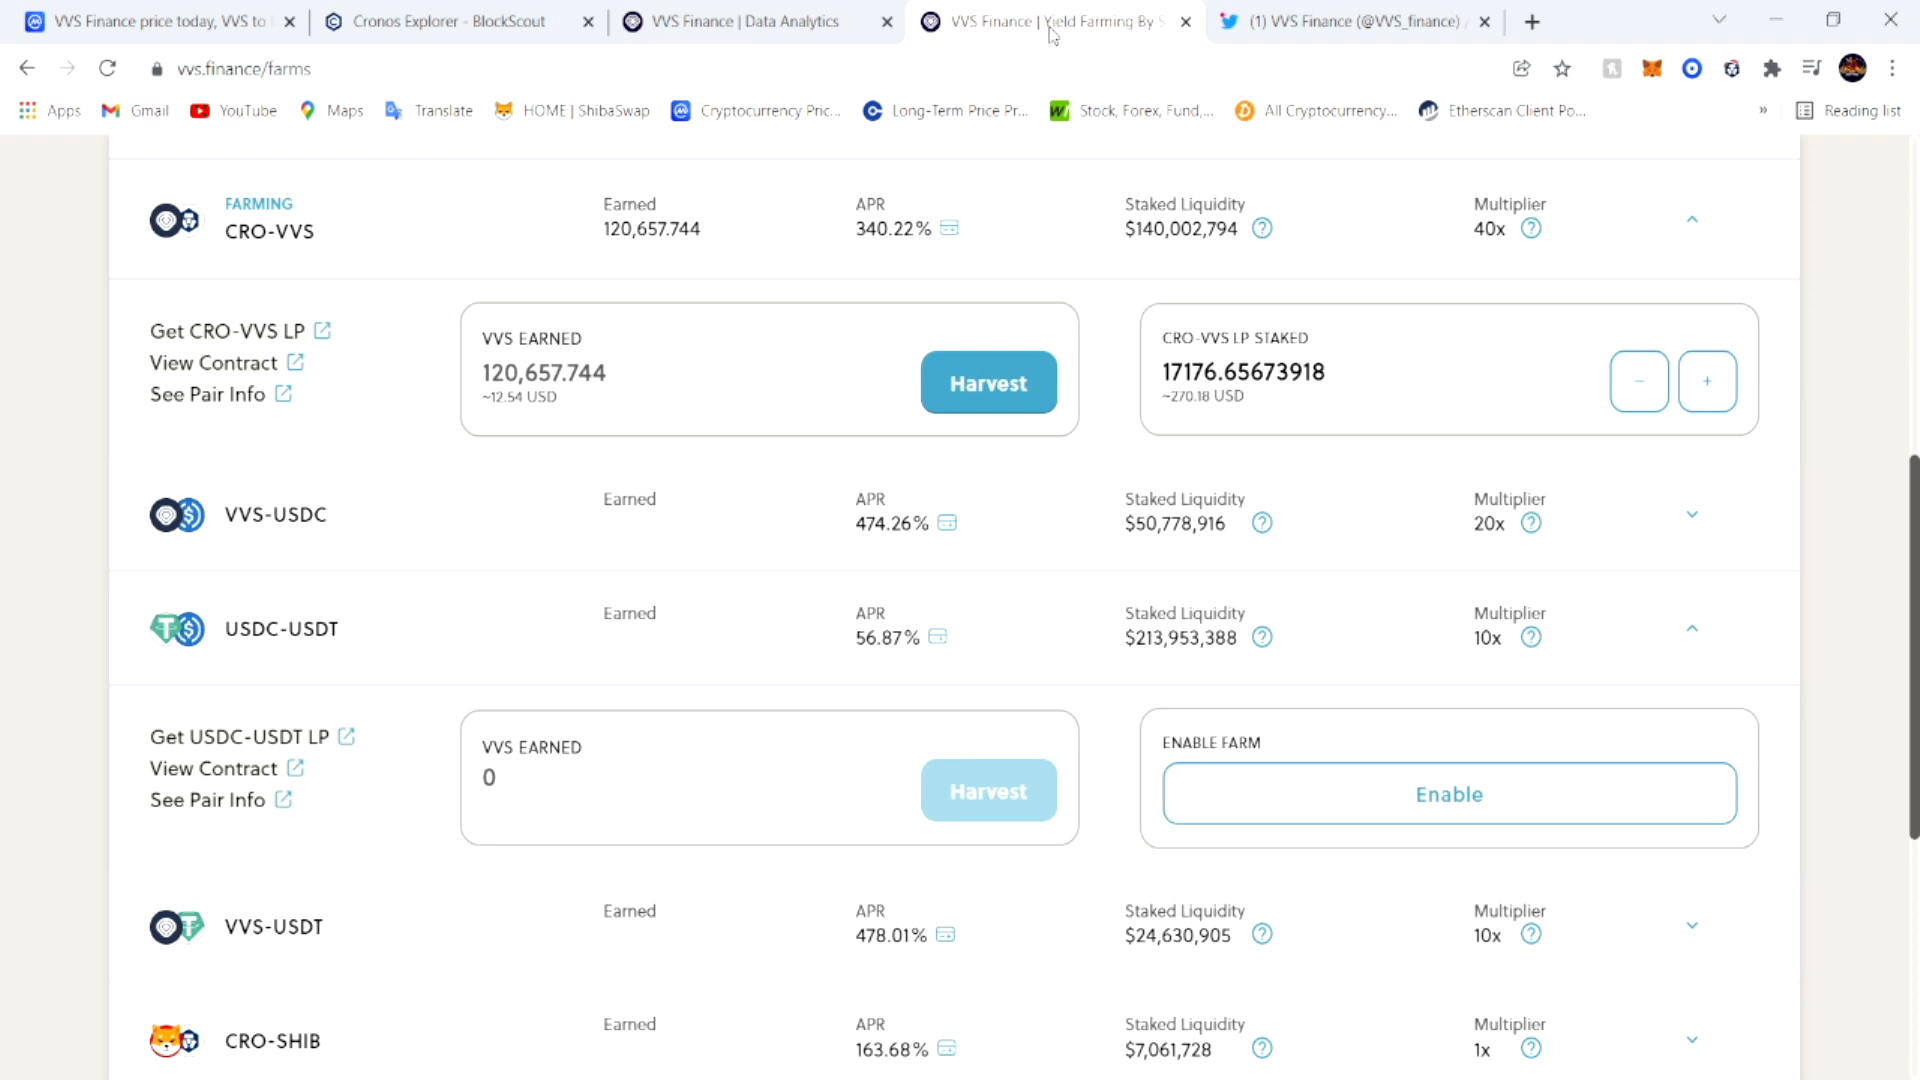 VVS Finance price today, VVS to
Cronos Explorer - BlockScout
VVS Finance | Data Analytics
VVS Finance | Yield Farming By S
(1) VVS Finance (@VVS_finance) /
vvs.finance/farms
Apps
Gmail
YouTube
Maps
Translate
HOME | ShibaSwap
Cryptocurrency Pric...
Long-Term Price Pr...
Stock, Forex, Fund,...
All Cryptocurrency...
Etherscan Client Po...
»
Reading list
FARMING
CRO-VVS
Earned
120,657.744
APR
340.22%
Staked Liquidity
$140,002,794
Multiplier
40x
Get CRO-VVS LP
View Contract
See Pair Info
VVS EARNED
120,657.744
~12.54 USD
Harvest
CRO-VVS LP STAKED
17176.65673918
~270.18 USD
-
+
VVS-USDC
Earned
APR
474.26%
Staked Liquidity
$50,778,916
Multiplier
20x
USDC-USDT
Earned
APR
56.87%
Staked Liquidity
$213,953,388
Multiplier
10x
Get USDC-USDT LP
View Contract
See Pair Info
VVS EARNED
0
Harvest
ENABLE FARM
Enable
VVS-USDT
Earned
APR
478.01%
Staked Liquidity
$24,630,905
Multiplier
10x
CRO-SHIB
Earned
APR
163.68%
Staked Liquidity
$7,061,728
Multiplier
1x